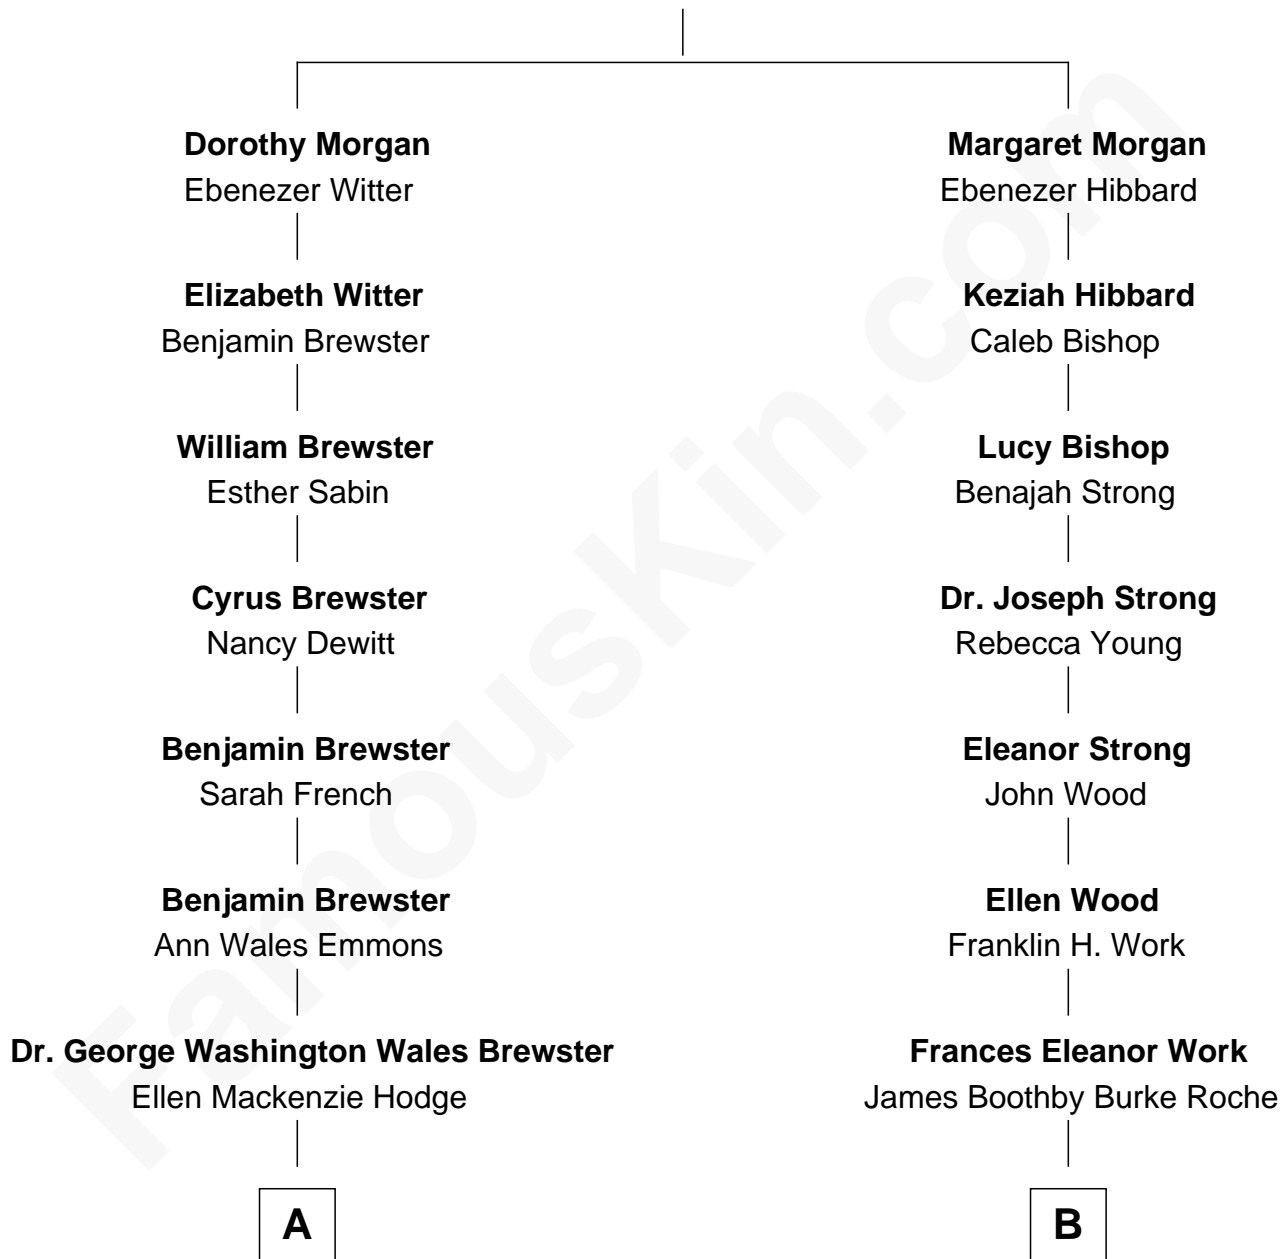 Dorothy Morgan
Ebenezer Witter
Margaret Morgan
Ebenezer Hibbard
Elizabeth Witter
Benjamin Brewster
Keziah Hibbard
Caleb Bishop
William Brewster
Esther Sabin
Lucy Bishop
Benajah Strong
Cyrus Brewster
Nancy Dewitt
Dr. Joseph Strong
Rebecca Young
Benjamin Brewster
Sarah French
Eleanor Strong
John Wood
Benjamin Brewster
Ann Wales Emmons
Ellen Wood
Franklin H. Work
Dr. George Washington Wales Brewster
Ellen Mackenzie Hodge
Frances Eleanor Work
James Boothby Burke Roche
A
B
FamousKin.com